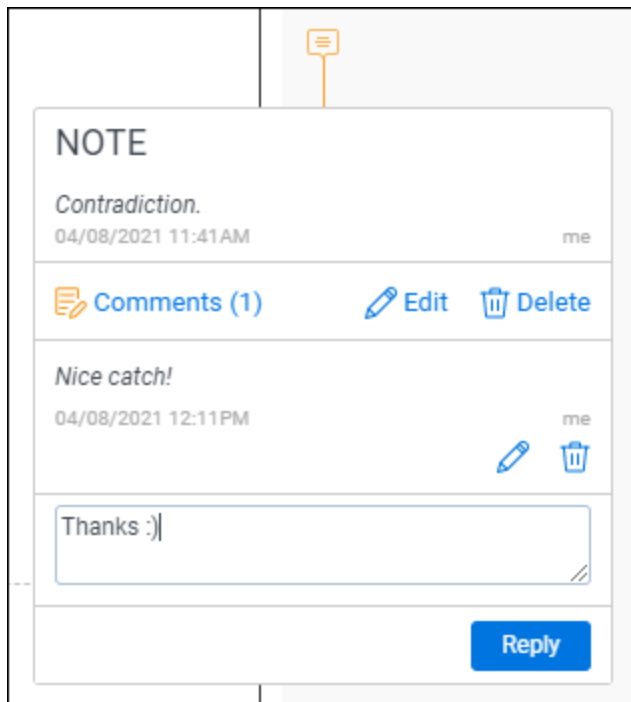 NOTE
Contradiction.
04/08/2021 11:41AM me
Comments (1) Edit Delete
Nice catch!
04/08/2021 12:11PM me
Thanks :)
Reply